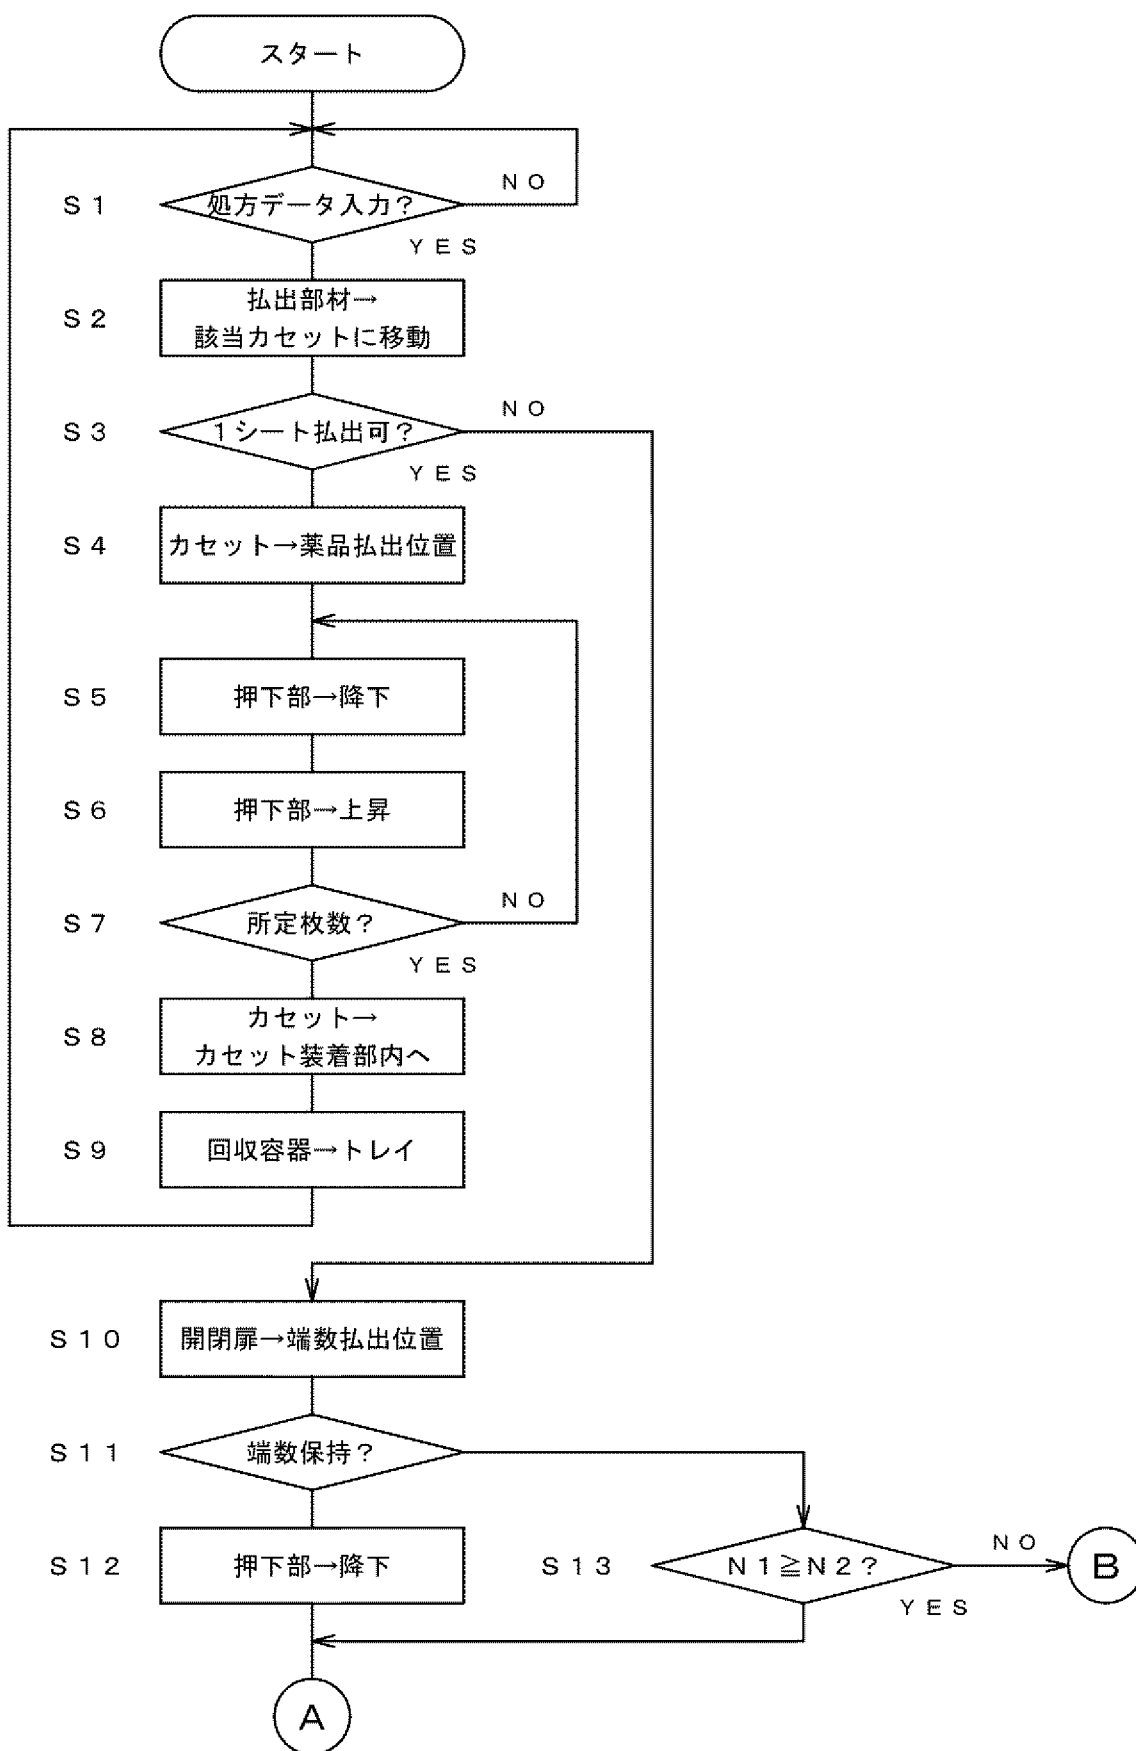 スタート
NO
S1
処方データ入力?
YES
S2
払出部材→
該当カセットに移動
NO
S3
1シート払出可?
YES
S4
カセット→薬品払出位置
S5
押下部→降下
S6
押下部→上昇
NO
S7
所定枚数?
YES
S8
カセット→
カセット装着部内へ
S9
回収容器→トレイ
S10
開閉扉→端数払出位置
S11
端数保持?
S12
押下部→降下
S13
N1≧N2?
NO
B
YES
A